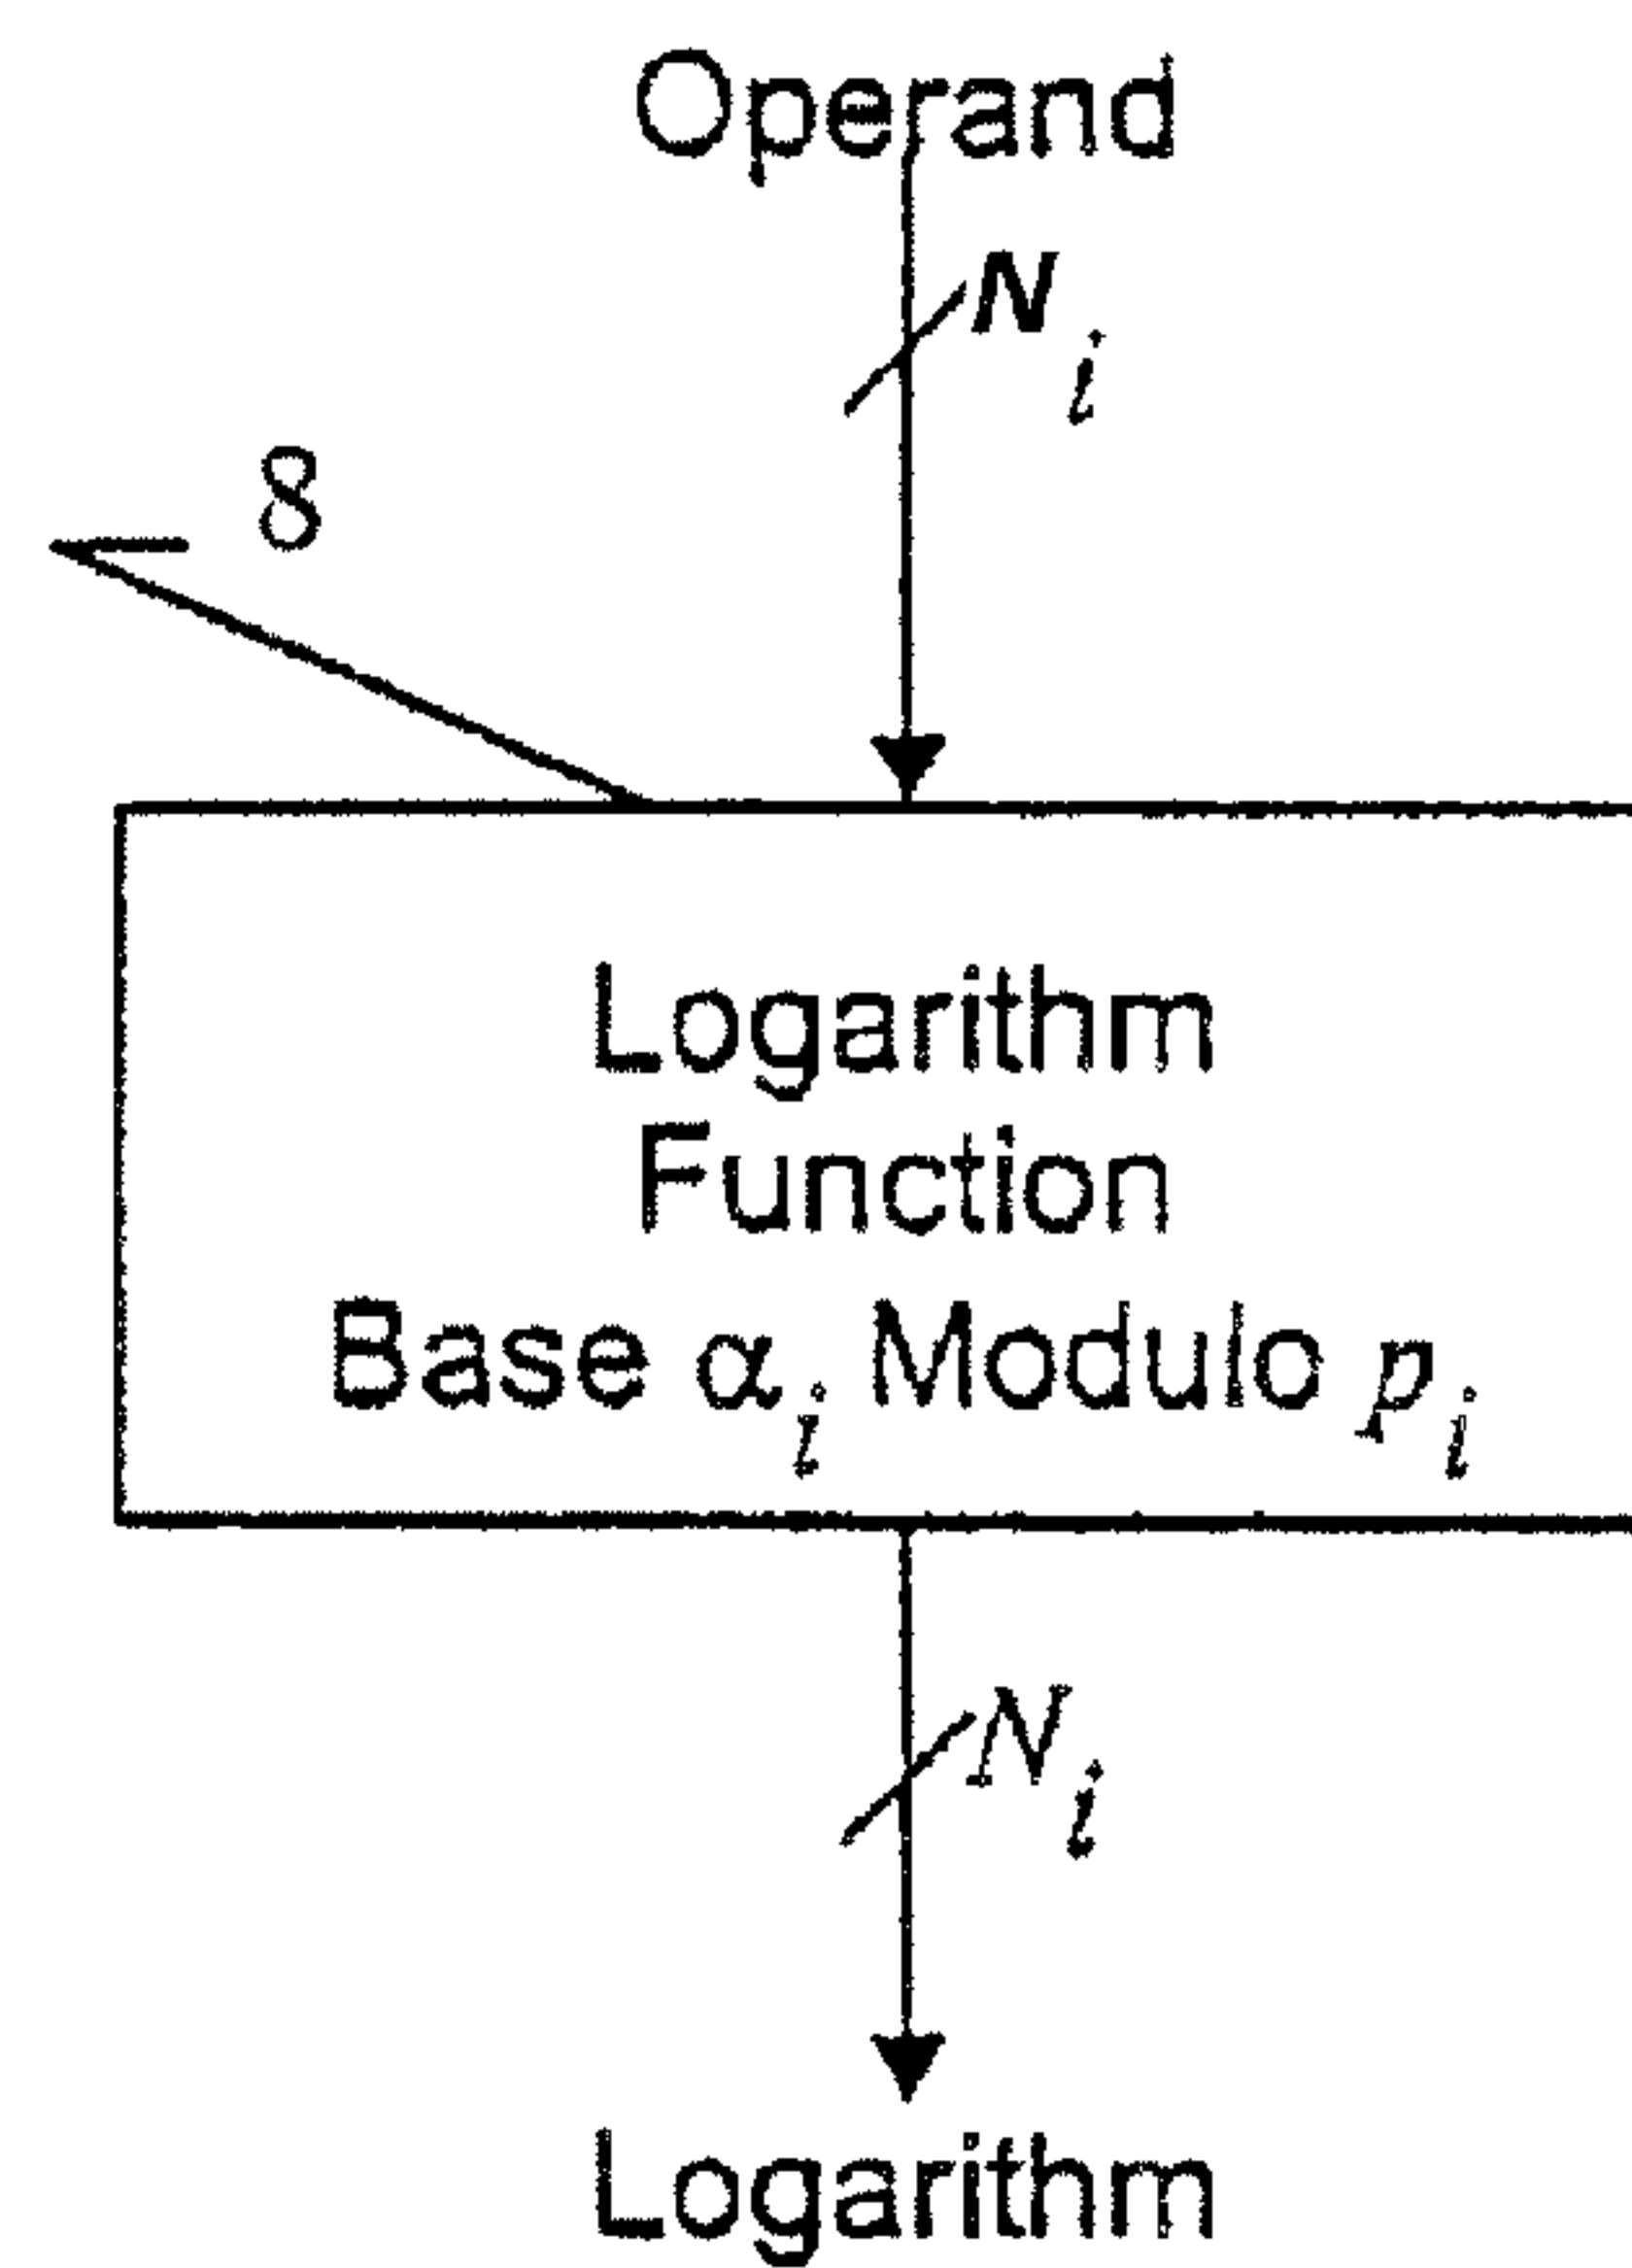 Operand
N_i
8
Logarithm
Function
Base α_i Modulo p_i
N_i
Logarithm